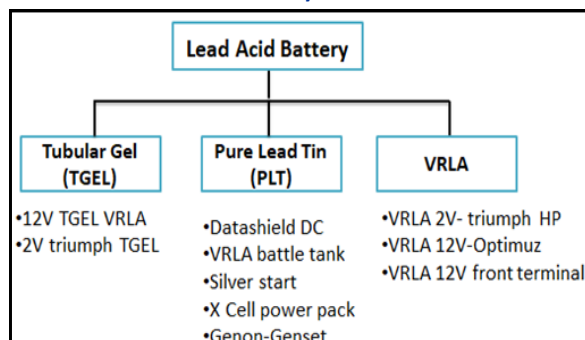 Lead Acid Battery
Tubular Gel
(TGEL)
•12V TGEL VRLA
•2V triumph TGEL
Pure Lead Tin
(PLT)
•Datashield DC
•VRLA battle tank
•Silver start
•X Cell power pack
•Genon-Genset
VRLA
•VRLA 2V- triumph HP
•VRLA 12V-Optimuz
•VRLA 12V front terminal